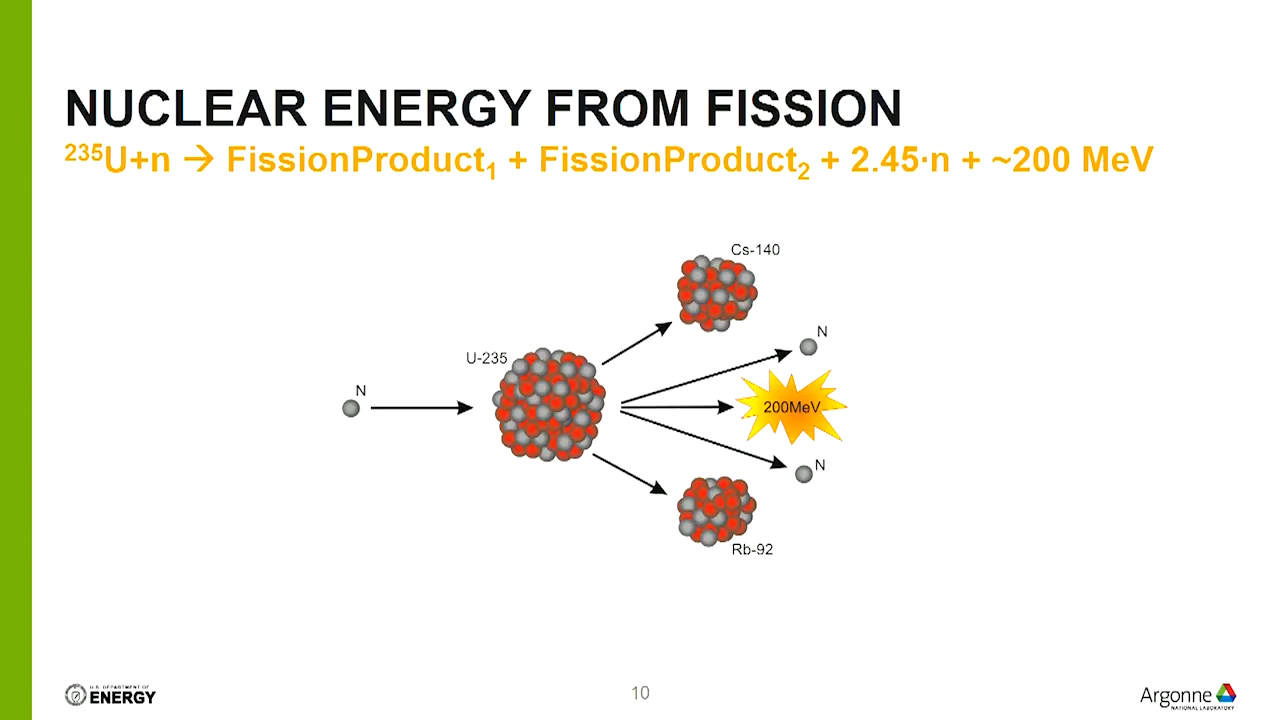 NUCLEAR ENERGY FROM FISSION
²³⁵U+n → FissionProduct₁ + FissionProduct₂ + 2.45·n + ~200 MeV
Cs-140
N
U-235
N
200MeV
N
Rb-92
U.S. DEPARTMENT OF
ENERGY
10
Argonne
NATIONAL LABORATORY